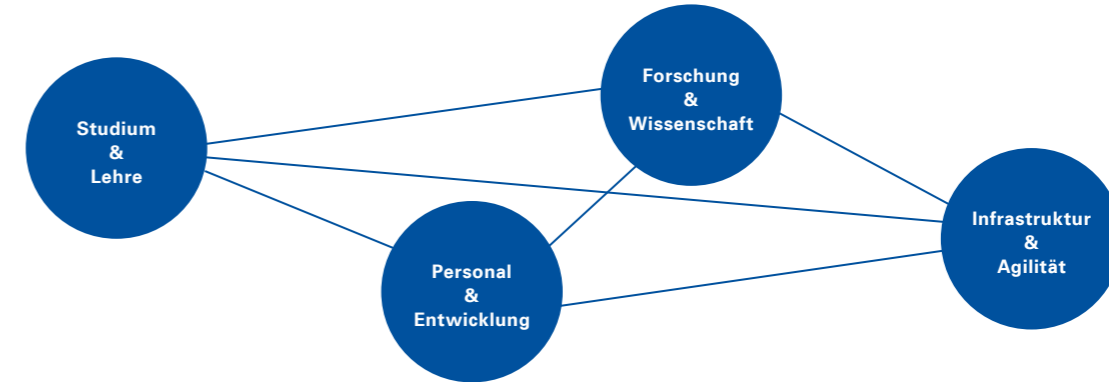 Studium
&
Lehre
Forschung
&
Wissenschaft
Personal
&
Entwicklung
Infrastruktur
&
Agilität